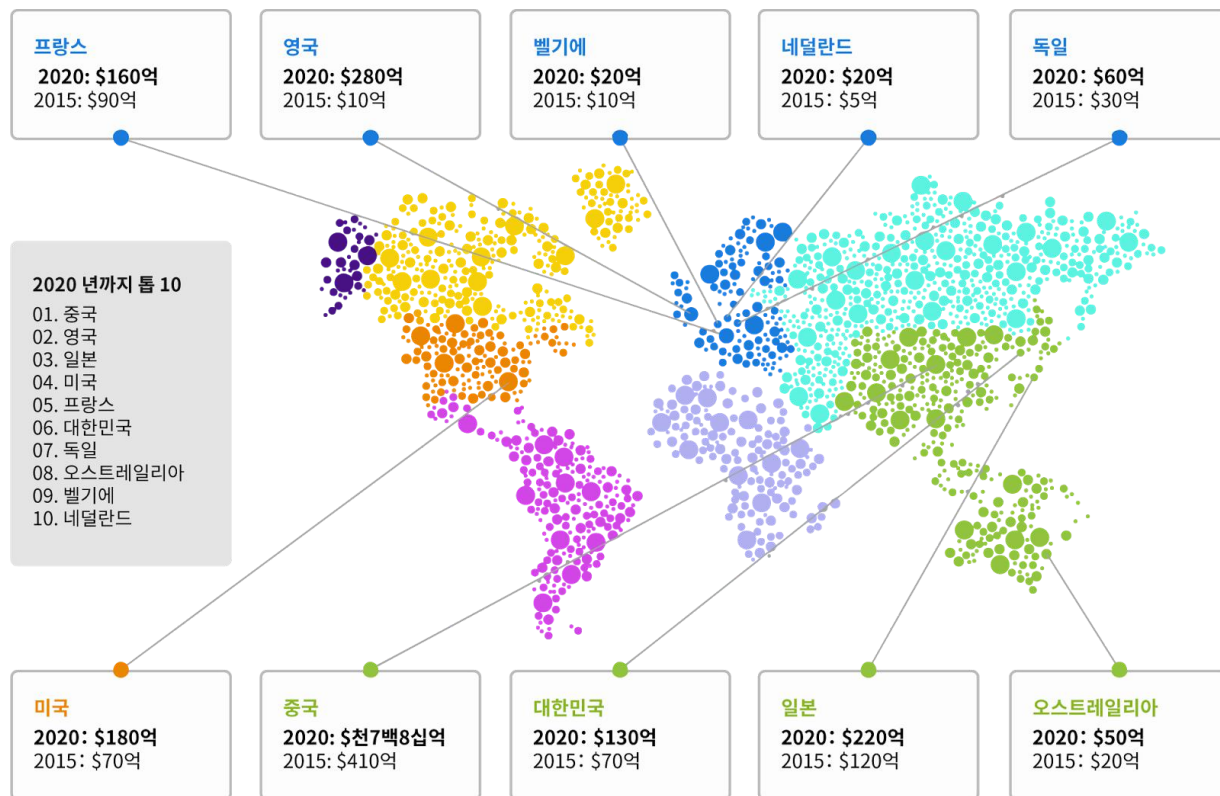 프랑스
2020: $160억
2015: $90억
영국
2020: $280억
2015: $10억
벨기에
2020: $20억
2015: $10억
네덜란드
2020: $20억
2015: $5억
독일
2020: $60억
2015: $30억
2020 년까지 톱 10
01. 중국
02. 영국
03. 일본
04. 미국
05. 프랑스
06. 대한민국
07. 독일
08. 오스트레일리아
09. 벨기에
10. 네덜란드
미국
2020: $180억
2015: $70억
중국
2020: $천7백8십억
2015: $410억
대한민국
2020: $130억
2015: $70억
일본
2020: $220억
2015: $120억
오스트레일리아
2020: $50억
2015: $20억